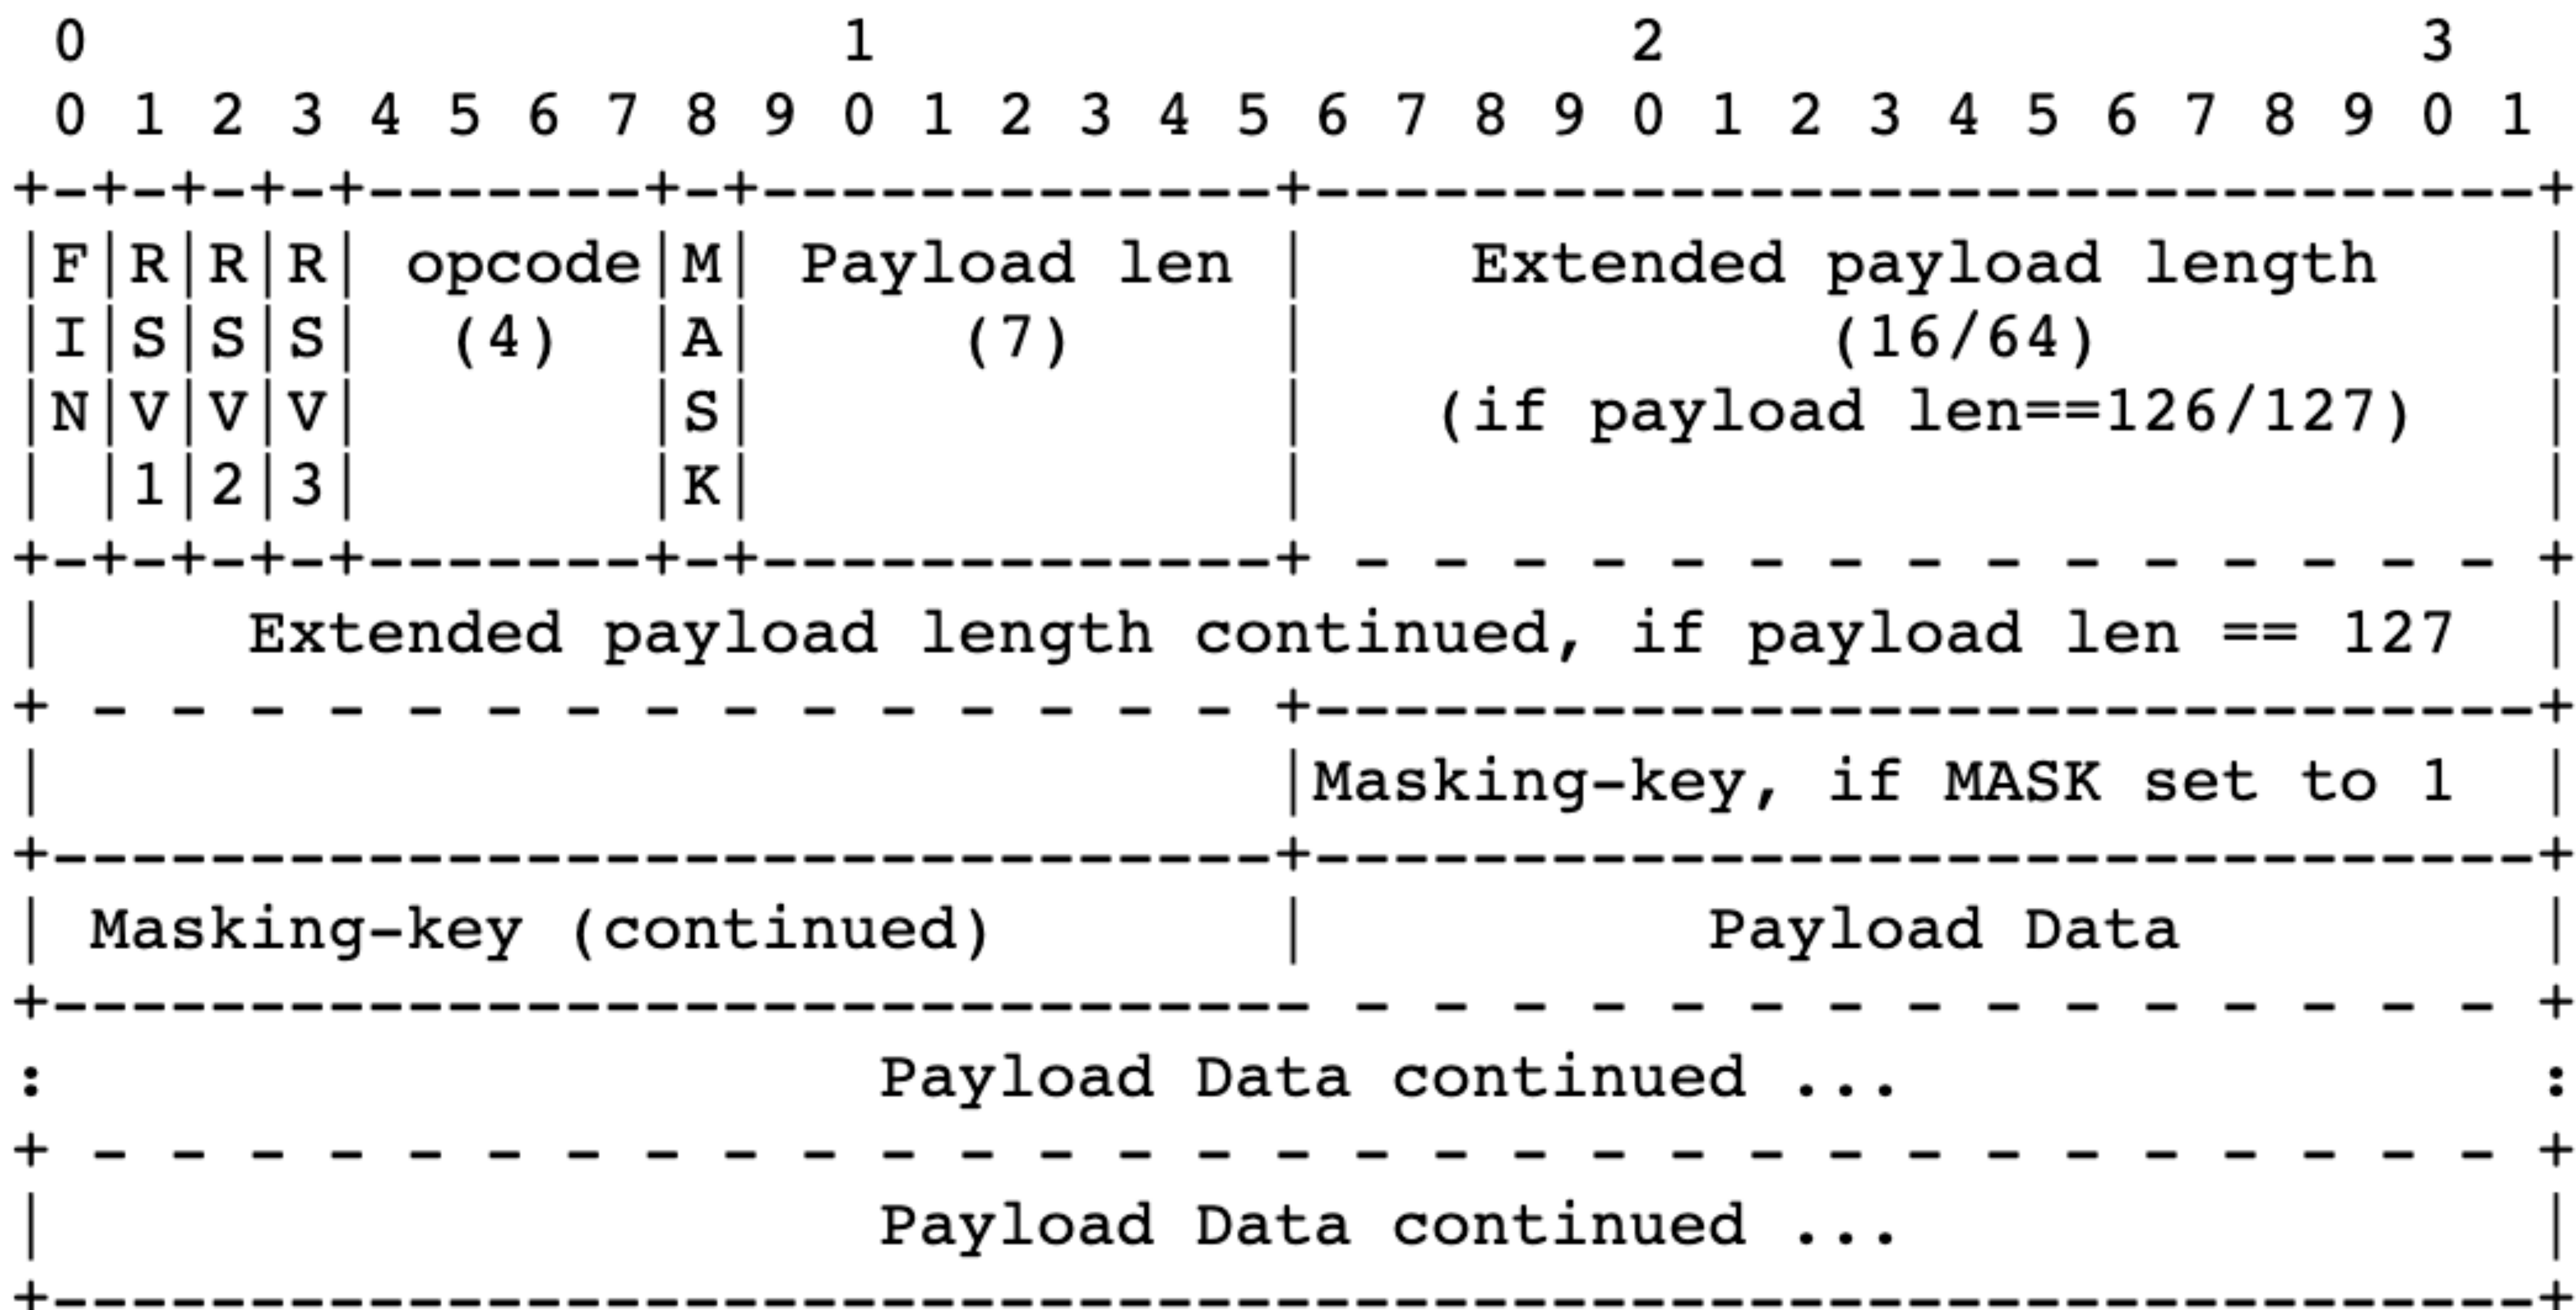 0                   1                   2                   3
 0 1 2 3 4 5 6 7 8 9 0 1 2 3 4 5 6 7 8 9 0 1 2 3 4 5 6 7 8 9 0 1
+-+-+-+-+-------+-+-------------+-------------------------------+
|F|R|R|R| opcode|M| Payload len |    Extended payload length    |
|I|S|S|S|  (4)  |A|     (7)     |             (16/64)           |
|N|V|V|V|       |S|             |   (if payload len==126/127)   |
| |1|2|3|       |K|             |                               |
+-+-+-+-+-------+-+-------------+ - - - - - - - - - - - - - - - +
|     Extended payload length continued, if payload len == 127  |
+ - - - - - - - - - - - - - - - +-------------------------------+
|                               |Masking-key, if MASK set to 1  |
+-------------------------------+-------------------------------+
| Masking-key (continued)       |          Payload Data         |
+-------------------------------- - - - - - - - - - - - - - - - +
:                     Payload Data continued ...                :
+ - - - - - - - - - - - - - - - - - - - - - - - - - - - - - - - +
|                     Payload Data continued ...                |
+---------------------------------------------------------------+